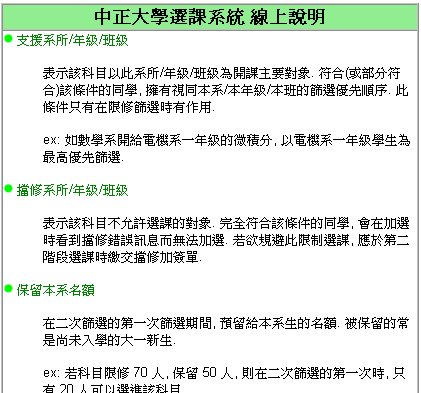 中正大學選課系統 線上說明
支援系所/年級/班級
表示該科目以此系所/年級/班級為開課主要對象. 符合(或部分符
合)該條件的同學, 擁有視同本系/本年級/本班的篩選優先順序. 此
條件只有在限修篩選時有作用.
ex: 如數學系開給電機系一年級的微積分, 以電機系一年級學生為
最高優先篩選.
擋修系所/年級/班級
表示該科目不允許選課的對象. 完全符合該條件的同學, 會在加選
時看到擋修錯誤訊息而無法加選. 若欲規避此限制選課, 應於第二
階段選課時繳交擋修加簽單.
保留本系名額
在二次篩選的第一次篩選期間, 預留給本系生的名額. 被保留的常
是尚未入學的大一新生.
ex: 若科目限修 70 人, 保留 50 人, 則在二次篩選的第一次時, 只
有 20 人可以選進該科目.